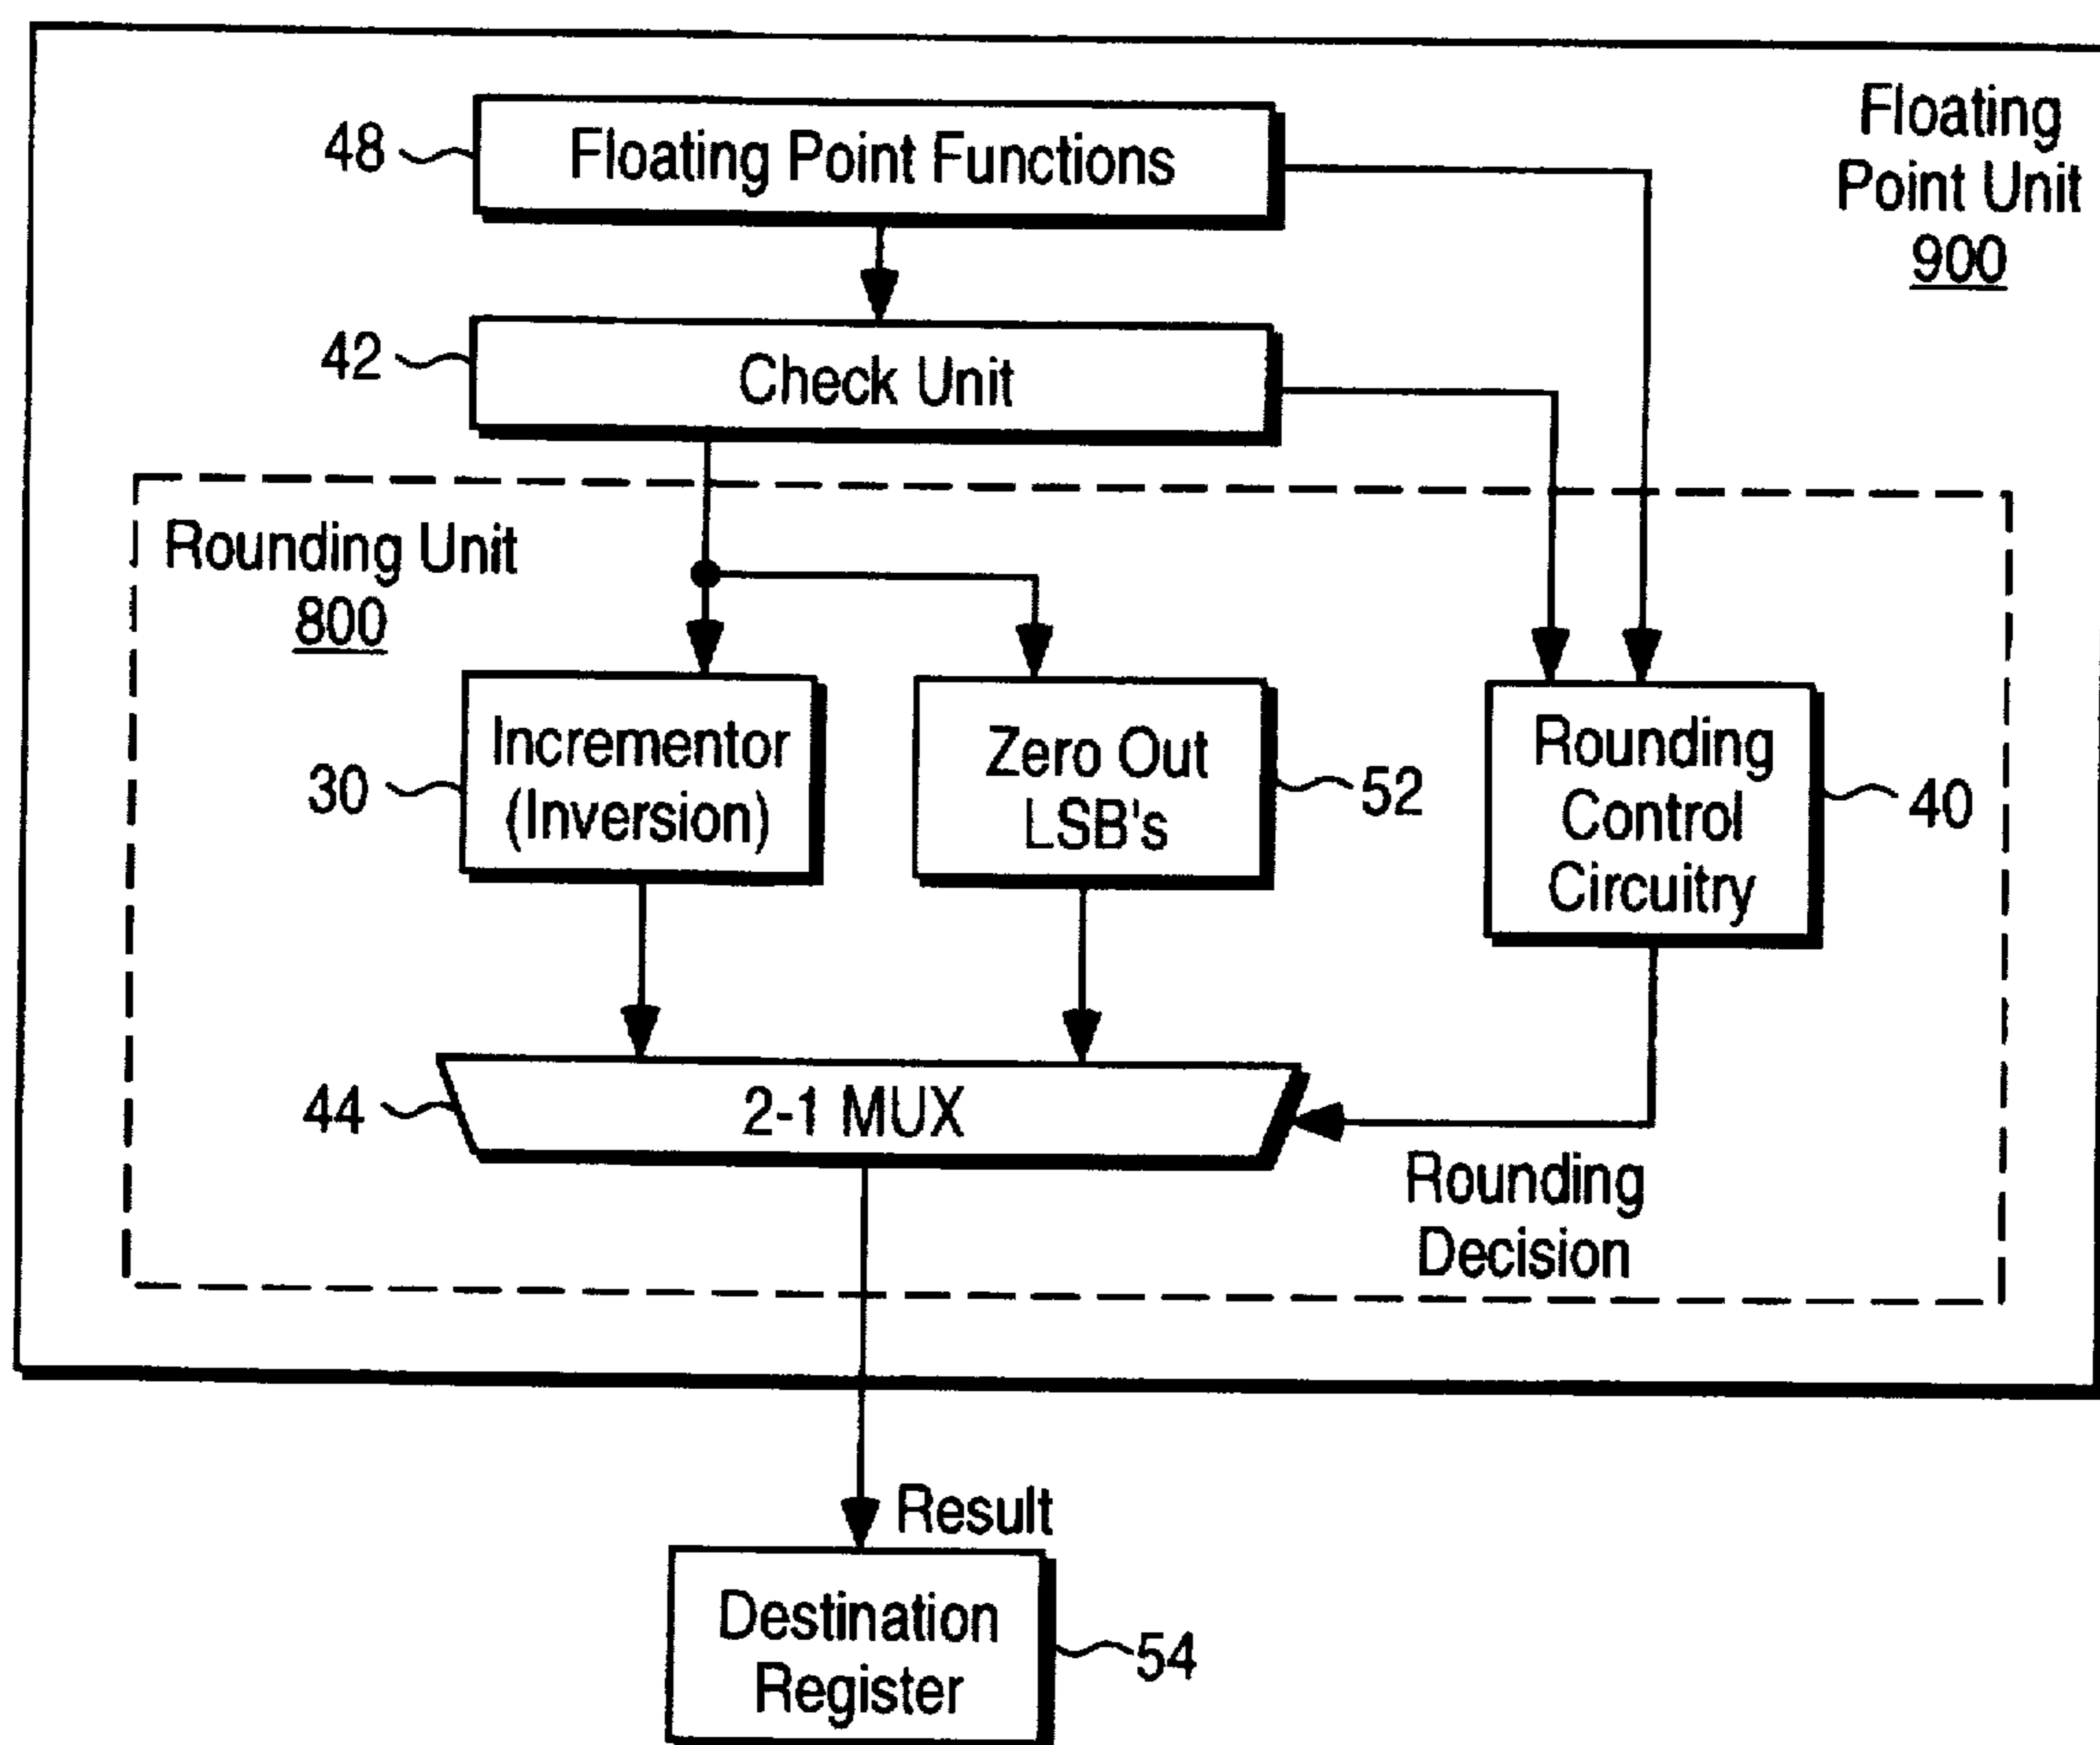 Floating
Point Unit
900
48
Floating Point Functions
42
Check Unit
Rounding Unit
800
30
Incrementor
(Inversion)
Zero Out
LSB's
52
Rounding
Control
Circuitry
40
44
2-1 MUX
Rounding
Decision
Result
Destination
Register
54